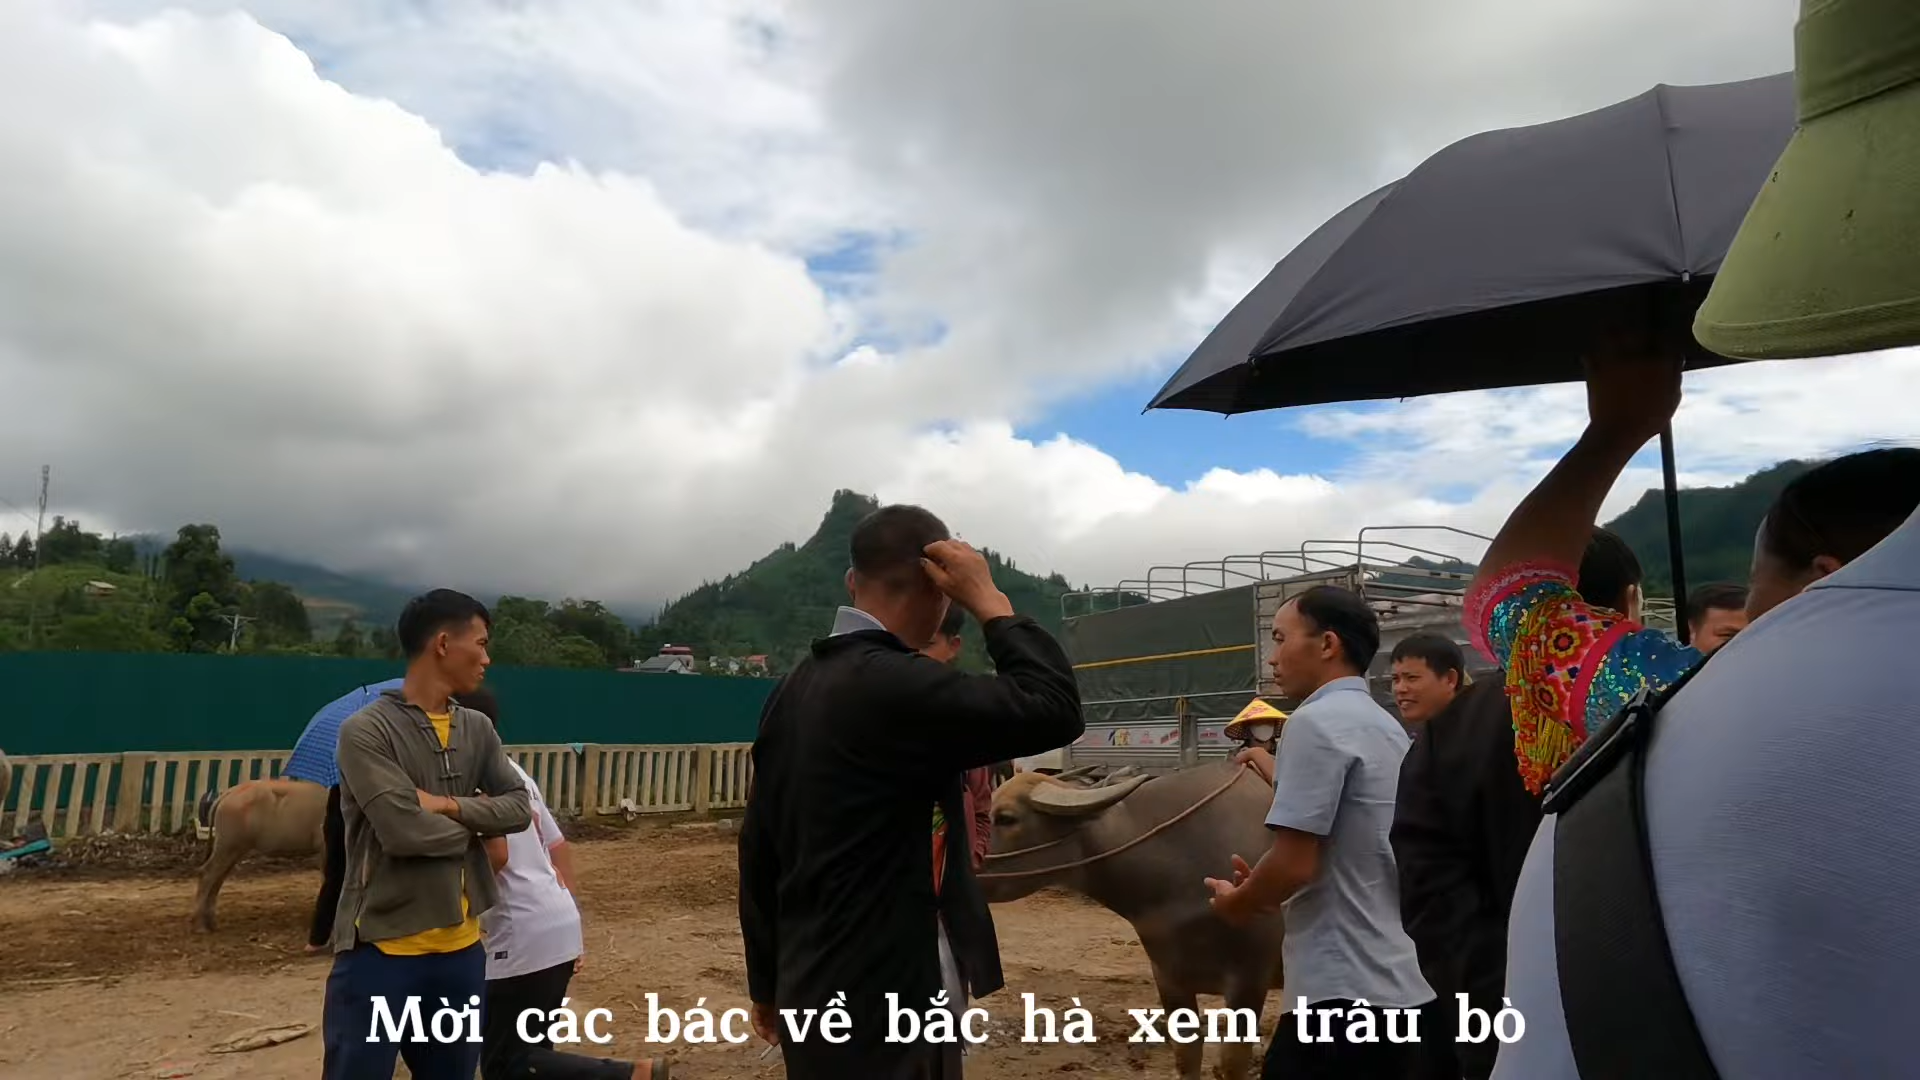 Mời các bác về bắc hà xem trâu bò